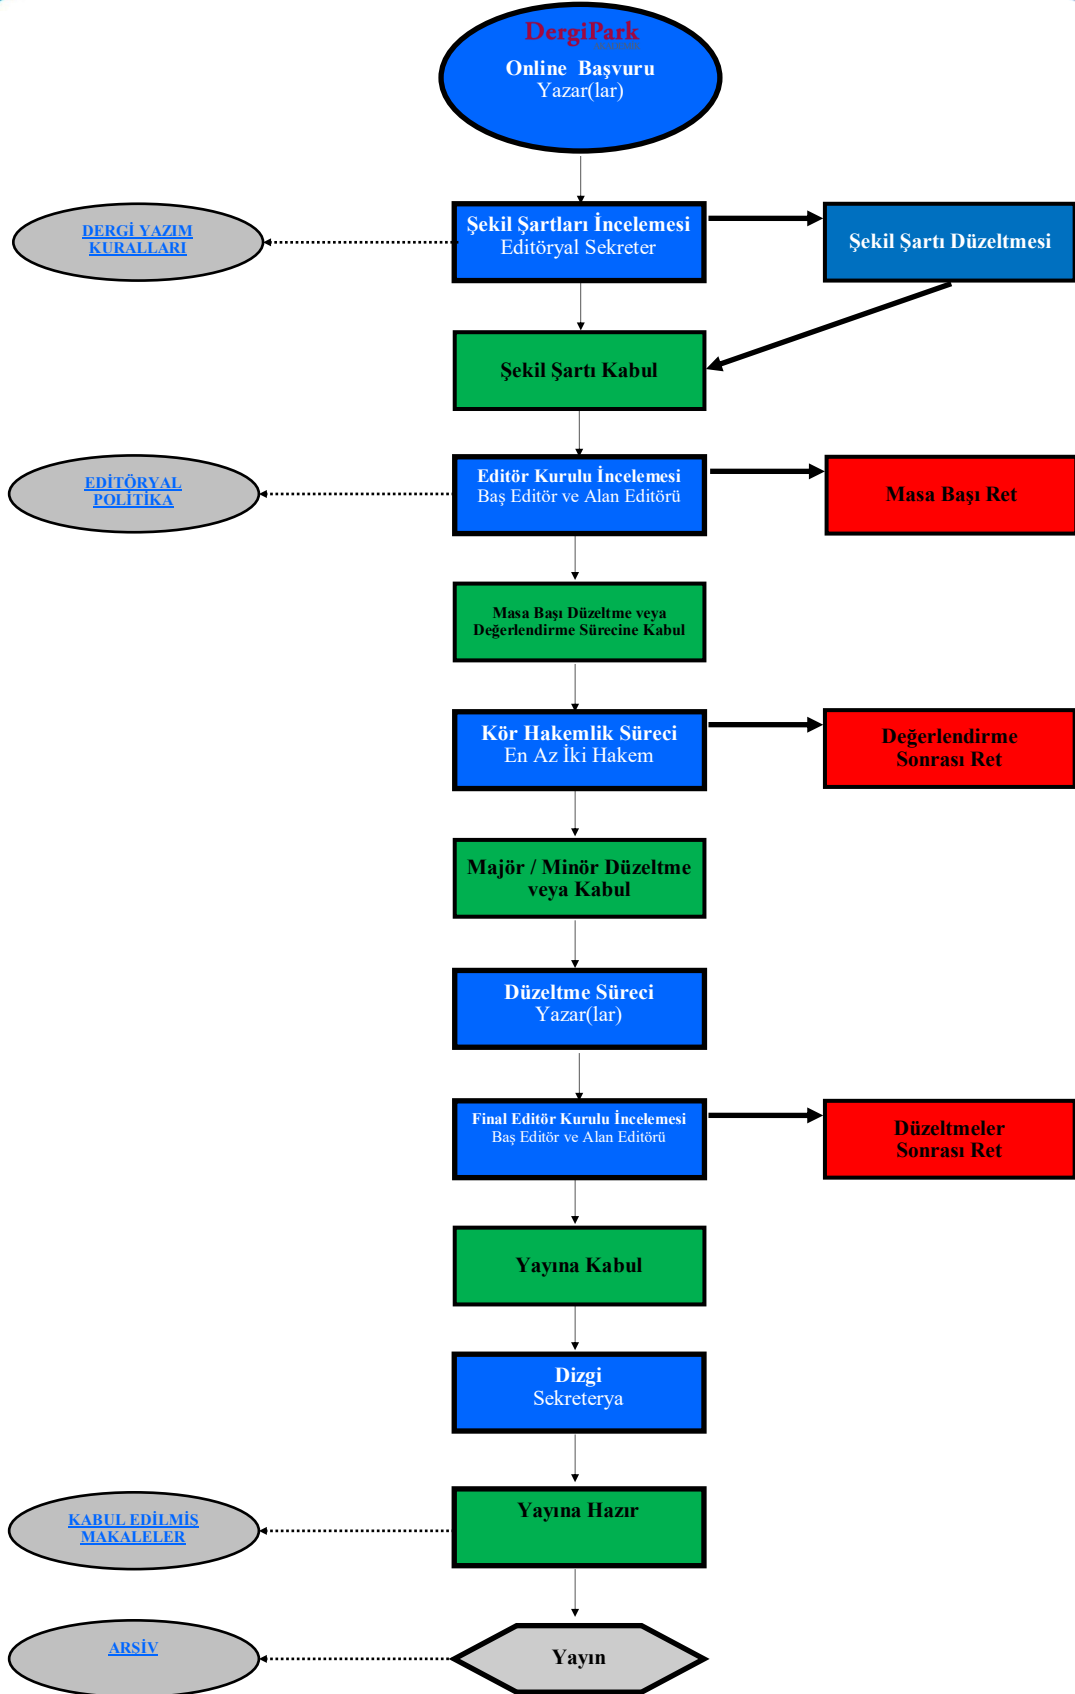 DergiPark
AKADEMİK
Online Başvuru
Yazar(lar)
DERGİ YAZIM
KURALLARI
Şekil Şartları İncelemesi
Editöryal Sekreter
Şekil Şartı Düzeltmesi
Şekil Şartı Kabul
EDİTÖRYAL
POLİTİKA
Editör Kurulu İncelemesi
Baş Editör ve Alan Editörü
Masa Başı Ret
Masa Başı Düzeltme veya
Değerlendirme Sürecine Kabul
Kör Hakemlik Süreci
En Az İki Hakem
Değerlendirme
Sonrası Ret
Majör / Minör Düzeltme
veya Kabul
Düzeltme Süreci
Yazar(lar)
Final Editör Kurulu İncelemesi
Baş Editör ve Alan Editörü
Düzeltmeler
Sonrası Ret
Yayına Kabul
Dizgi
Sekreterya
KABUL EDİLMİS
MAKALELER
Yayına Hazır
ARSİV
Yayın